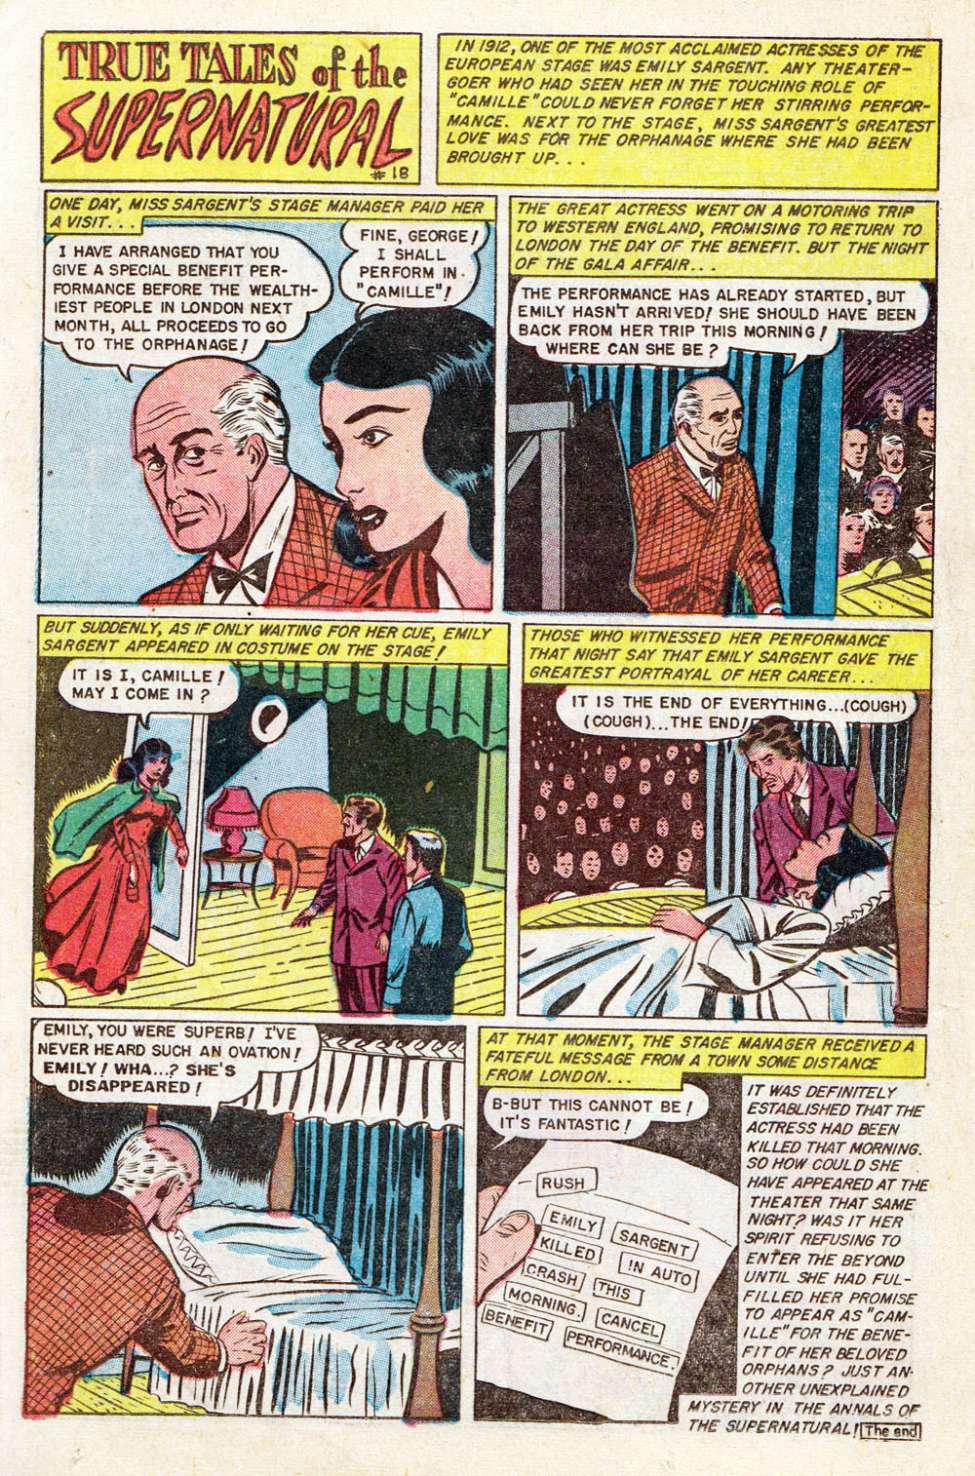 TRUE TALES of the
SUPERNATURAL
#18
IN 1912, ONE OF THE MOST ACCLAIMED ACTRESSES OF THE
EUROPEAN STAGE WAS EMILY SARGENT. ANY THEATER-
GOER WHO HAD SEEN HER IN THE TOUCHING ROLE OF
"CAMILLE" COULD NEVER FORGET HER STIRRING PERFOR-
MANCE. NEXT TO THE STAGE, MISS SARGENT'S GREATEST
LOVE WAS FOR THE ORPHANAGE WHERE SHE HAD BEEN
BROUGHT UP...
ONE DAY, MISS SARGENT'S STAGE MANAGER PAID HER
A VISIT...
I HAVE ARRANGED THAT YOU
GIVE A SPECIAL BENEFIT PER-
FORMANCE BEFORE THE WEALTH-
IEST PEOPLE IN LONDON NEXT
MONTH, ALL PROCEEDS TO GO
TO THE ORPHANAGE!
FINE, GEORGE!
I SHALL
PERFORM IN
"CAMILLE"!
THE GREAT ACTRESS WENT ON A MOTORING TRIP
TO WESTERN ENGLAND, PROMISING TO RETURN TO
LONDON THE DAY OF THE BENEFIT. BUT THE NIGHT
OF THE GALA AFFAIR...
THE PERFORMANCE HAS ALREADY STARTED, BUT
EMILY HASN'T ARRIVED! SHE SHOULD HAVE BEEN
BACK FROM HER TRIP THIS MORNING!
WHERE CAN SHE BE?
BUT SUDDENLY, AS IF ONLY WAITING FOR HER CUE, EMILY
SARGENT APPEARED IN COSTUME ON THE STAGE!
IT IS I, CAMILLE!
MAY I COME IN?
THOSE WHO WITNESSED HER PERFORMANCE
THAT NIGHT SAY THAT EMILY SARGENT GAVE THE
GREATEST PORTRAYAL OF HER CAREER...
IT IS THE END OF EVERYTHING...(COUGH)
(COUGH)...THE END!
EMILY, YOU WERE SUPERB! I'VE
NEVER HEARD SUCH AN OVATION!
EMILY! WHA...? SHE'S
DISAPPEARED!
AT THAT MOMENT, THE STAGE MANAGER RECEIVED A
FATEFUL MESSAGE FROM A TOWN SOME DISTANCE
FROM LONDON...
B-BUT THIS CANNOT BE!
IT'S FANTASTIC!
RUSH
EMILY SARGENT
KILLED IN AUTO
CRASH THIS
MORNING. CANCEL
BENEFIT PERFORMANCE.
IT WAS DEFINITELY
ESTABLISHED THAT THE
ACTRESS HAD BEEN
KILLED THAT MORNING.
SO HOW COULD SHE
HAVE APPEARED AT THE
THEATER THAT SAME
NIGHT? WAS IT HER
SPIRIT REFUSING TO
ENTER THE BEYOND
UNTIL SHE HAD FUL-
FILLED HER PROMISE
TO APPEAR AS "CAM-
ILLE" FOR THE BENE-
FIT OF HER BELOVED
ORPHANS? JUST AN-
OTHER UNEXPLAINED
MYSTERY IN THE ANNALS OF
THE SUPERNATURAL! The end